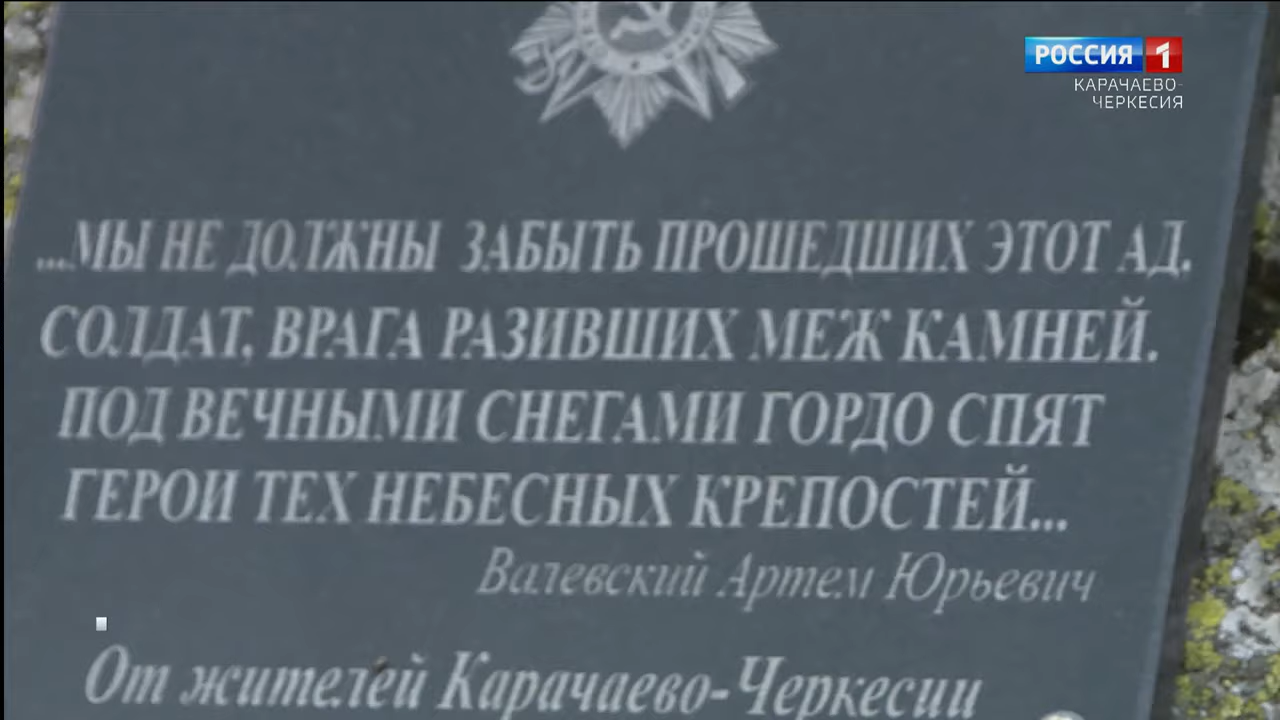 РОССИЯ 1
КАРАЧАЕВО-
ЧЕРКЕСИЯ
...МЫ НЕ ДОЛЖНЫ ЗАБЫТЬ ПРОШЕДШИХ ЭТОТ АД.
СОЛДАТ, ВРАГА РАЗИВШИХ МЕЖ КАМНЕЙ.
ПОД ВЕЧНЫМИ СНЕГАМИ ГОРДО СПЯТ
ГЕРОИ ТЕХ НЕБЕСНЫХ КРЕПОСТЕЙ...
Валевский Артем Юрьевич
От жителей Карачаево-Черкесии